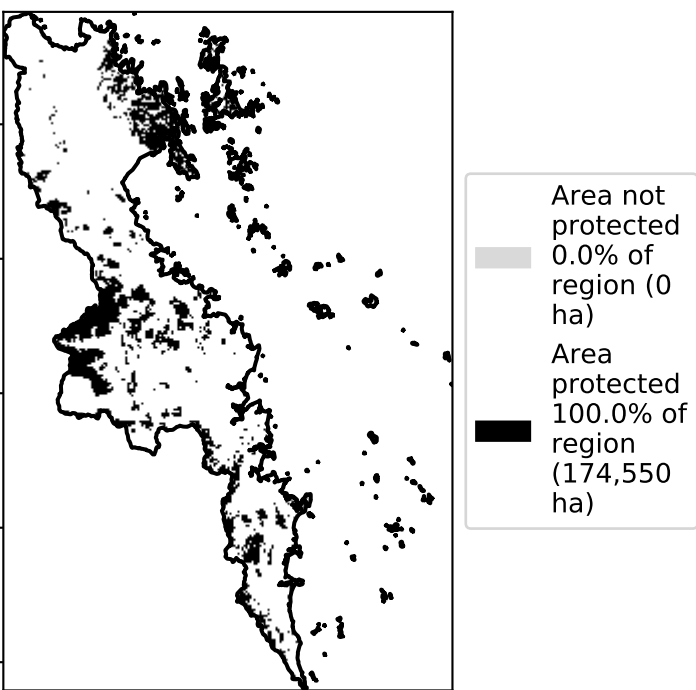 Area not
protected
0.0% of
region (0
ha)
Area
protected
100.0% of
region
(174,550
ha)